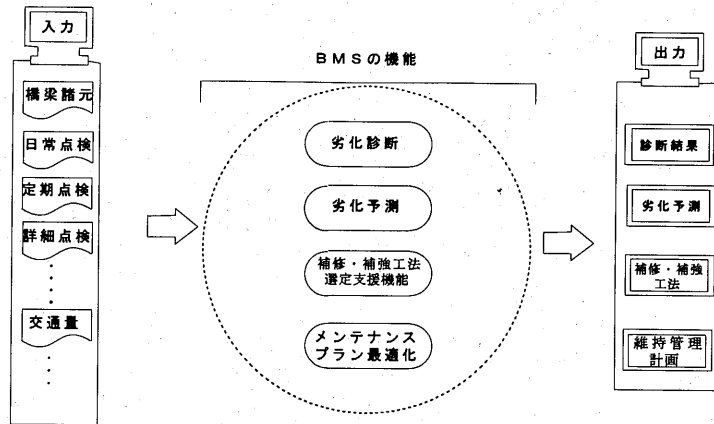 入力
橋梁諸元
日常点検
定期点検
詳細点検
交通量
BMSの機能
劣化診断
劣化予測
補修・補強工法
選定支援機能
メンテナンス
プラン最適化
出力
診断結果
劣化予測
補修・補強
工法
維持管理
計画